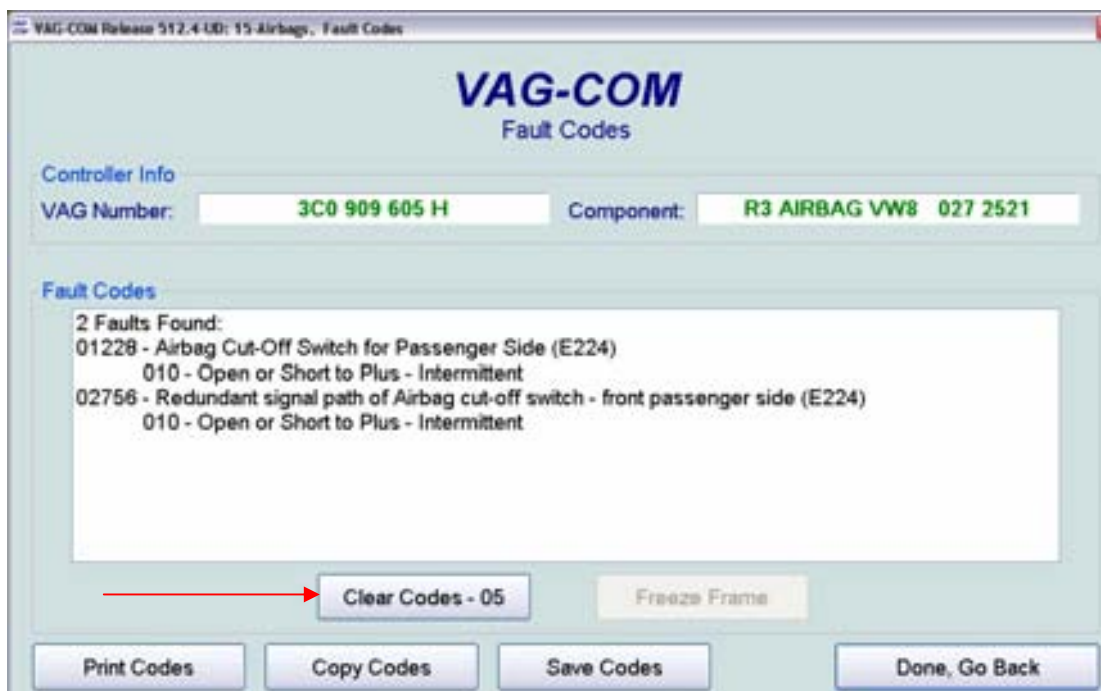 VAG-COM Release 512.4-UD: 15-Airbags, Fault Codes
VAG-COM
Fault Codes
Controller Info
VAG Number: 3C0 909 605 H Component: R3 AIRBAG VW8 027 2521
Fault Codes
2 Faults Found:
01228 - Airbag Cut-Off Switch for Passenger Side (E224)
010 - Open or Short to Plus - Intermittent
02756 - Redundant signal path of Airbag cut-off switch - front passenger side (E224)
010 - Open or Short to Plus - Intermittent
Clear Codes - 05 Freeze Frame
Print Codes Copy Codes Save Codes Done, Go Back